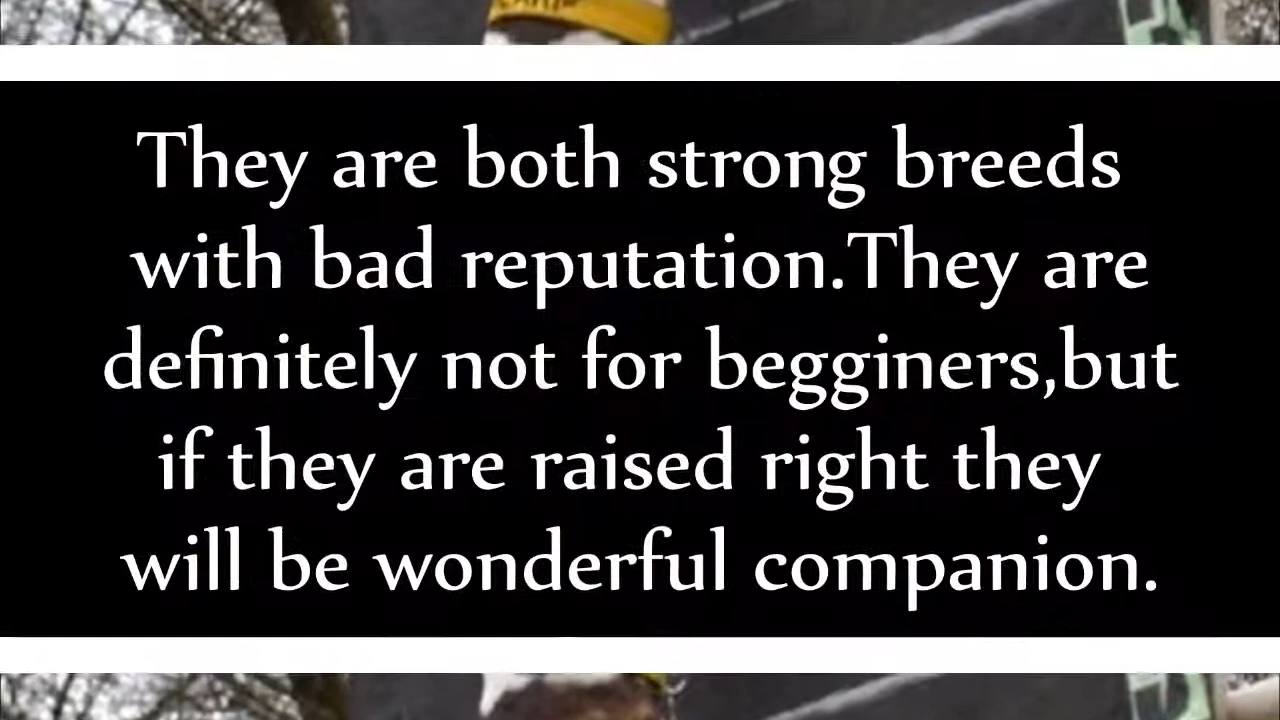 They are both strong breeds
with bad reputation.They are
definitely not for begginers,but
if they are raised right they
will be wonderful companion.